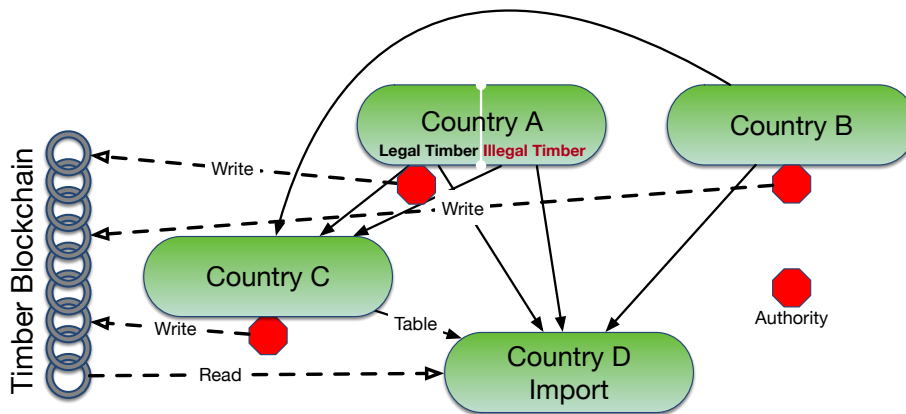 Timber Blockchain
Country A
Legal Timber Illegal Timber
Country B
Write
Write
Country C
Write
Table
Authority
Read
Country D
Import